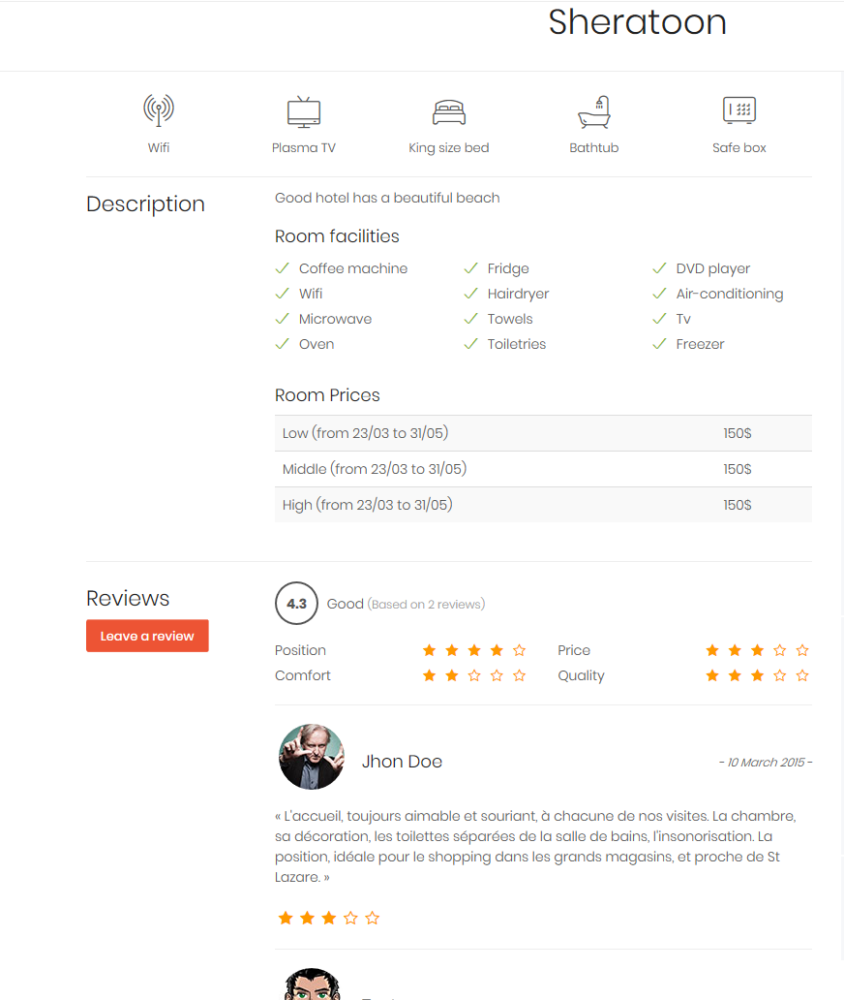 Sheratoon
Wifi
Plasma TV
King size bed
Bathtub
Safe box
Description
Good hotel has a beautiful beach
Room facilities
Coffee machine
Fridge
DVD player
Wifi
Hairdryer
Air-conditioning
Microwave
Towels
Tv
Oven
Toiletries
Freezer
Room Prices
Low (from 23/03 to 31/05) 150$
Middle (from 23/03 to 31/05) 150$
High (from 23/03 to 31/05) 150$
Reviews
Leave a review
4.3 Good (Based on 2 reviews)
Position
Price
Comfort
Quality
Jhon Doe
- 10 March 2015 -
« L'accueil, toujours aimable et souriant, à chacune de nos visites. La chambre,
sa décoration, les toilettes séparées de la salle de bains, l'insonorisation. La
position, idéale pour le shopping dans les grands magasins, et proche de St
Lazare. »